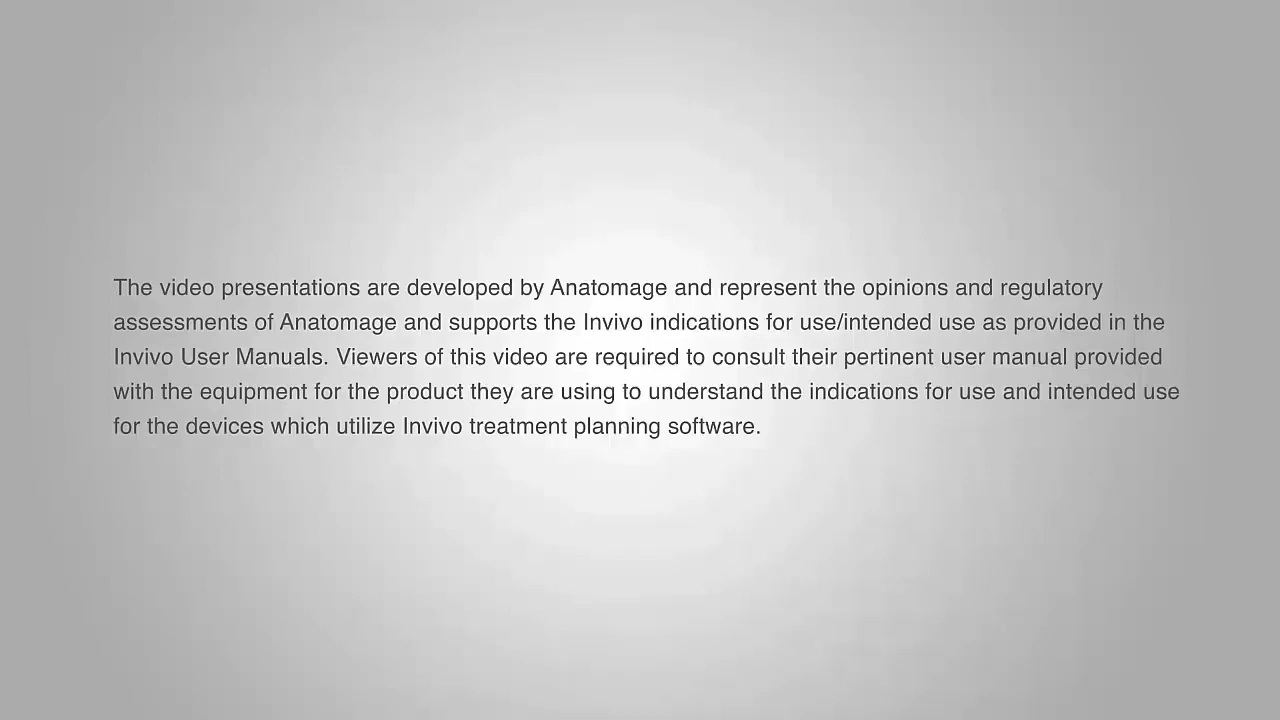 The video presentations are developed by Anatomage and represent the opinions and regulatory
assessments of Anatomage and supports the Invivo indications for use/intended use as provided in the
Invivo User Manuals. Viewers of this video are required to consult their pertinent user manual provided
with the equipment for the product they are using to understand the indications for use and intended use
for the devices which utilize Invivo treatment planning software.